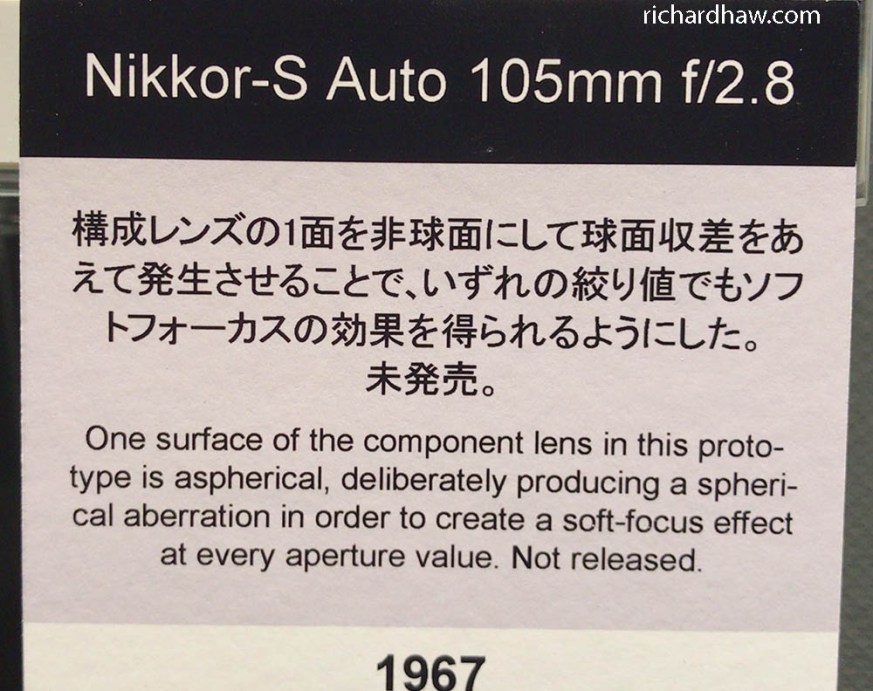 richardhaw.com
Nikkor-S Auto 105mm f/2.8
構成レンズの1面を非球面にして球面収差をあ
えて発生させることで、いずれの絞り値でもソフ
トフォーカスの効果を得られるようにした。
未発売。
One surface of the component lens in this proto-
type is aspherical, deliberately producing a spheri-
cal aberration in order to create a soft-focus effect
at every aperture value. Not released.
1967